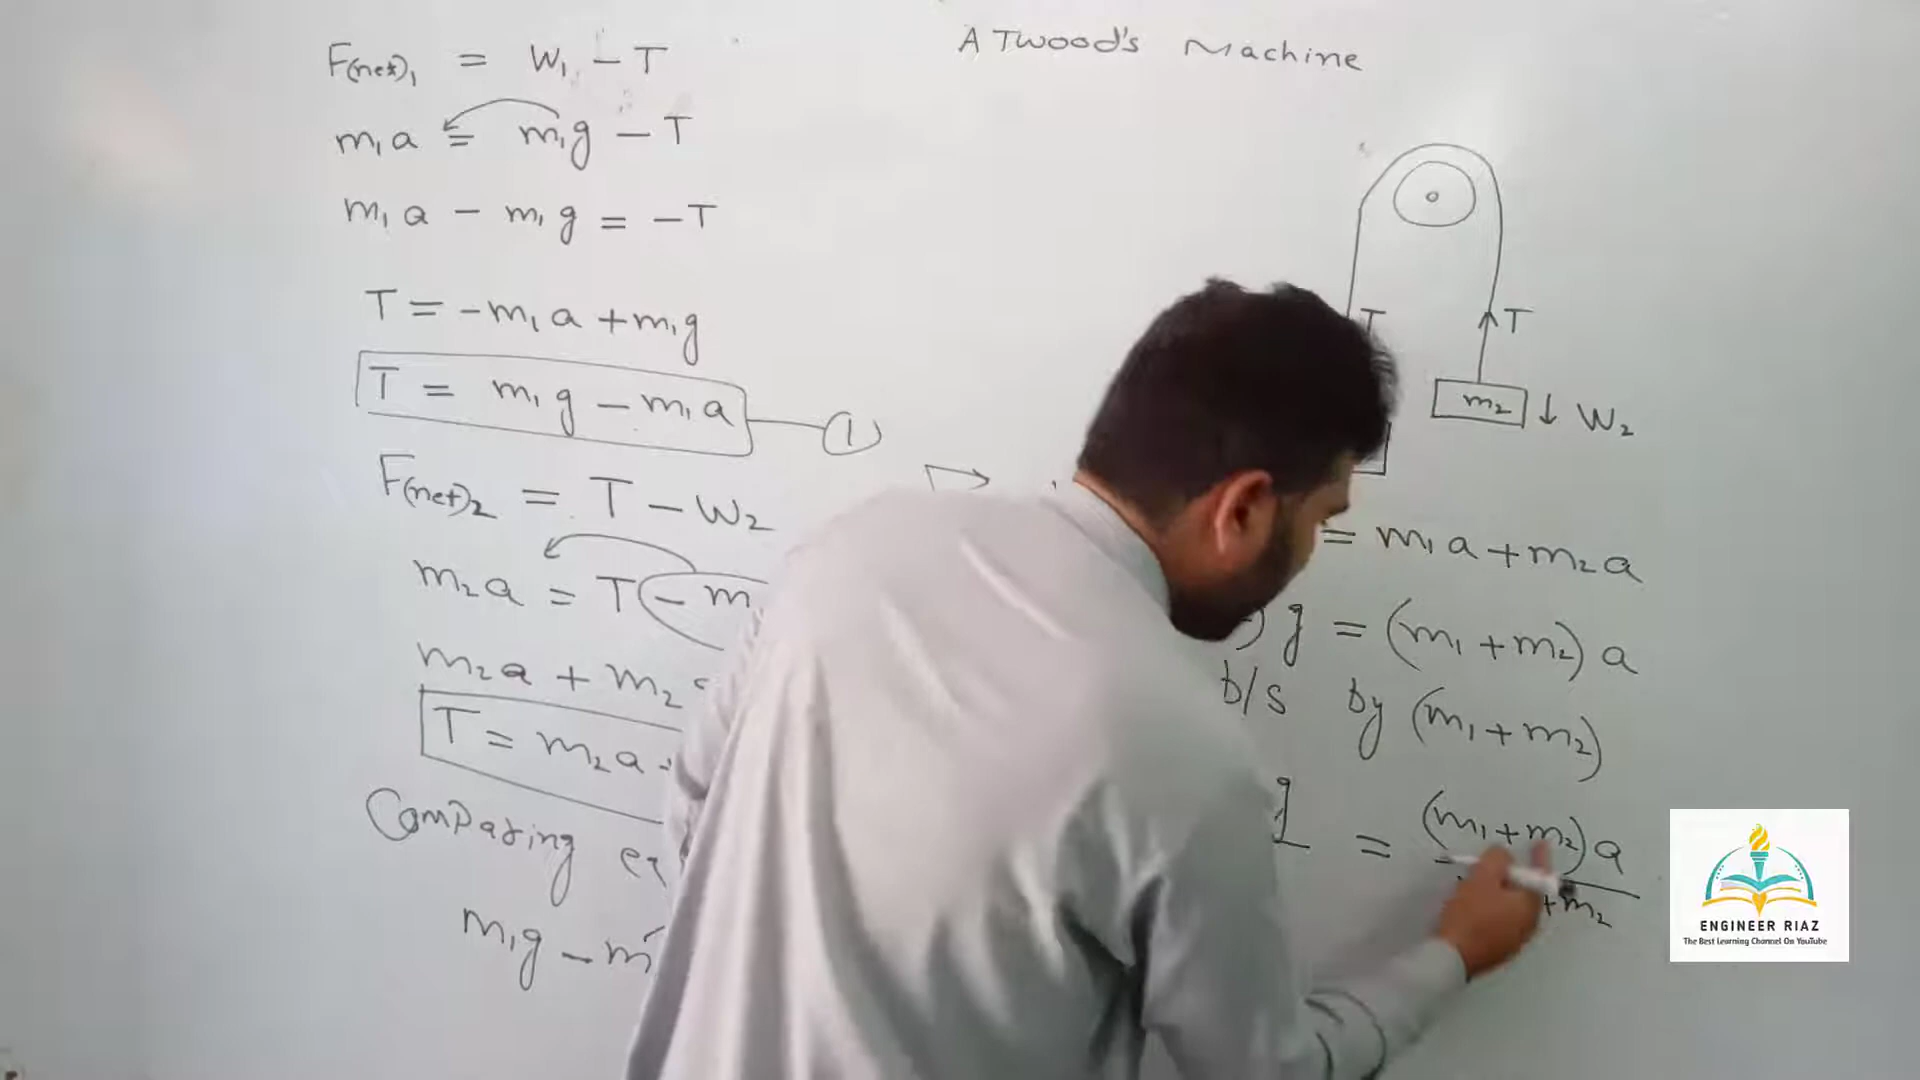 ATwood's Machine
F(net)₁ = W₁ - T
m₁a = m₁g - T
m₁a - m₁g = -T
T = -m₁a + m₁g
T = m₁g - m₁a ①
F(net)₂ = T - W₂
m₂a = T - m
m₂a + m₂
T = m₂a +
Comparing eq
m₁g - m
T T
m₂ ↓ W₂
= m₁a + m₂a
) g = (m₁ + m₂) a
b/s by (m₁ + m₂)
g = (m₁ + m₂) a
+ m₂
ENGINEER RIAZ
The Best Learning Channel On YouTube